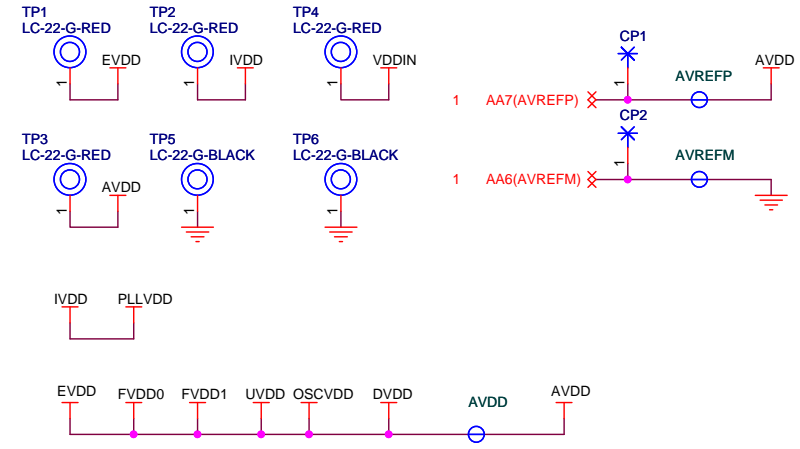 TP1
LC-22-G-RED
EVDD
1
TP2
LC-22-G-RED
IVDD
1
TP4
LC-22-G-RED
VDDIN
1
CP1
1
1 AA7(AVREFP)
AVREFP
AVDD
TP3
LC-22-G-RED
AVDD
1
TP5
LC-22-G-BLACK
1
TP6
LC-22-G-BLACK
1
CP2
1
1 AA6(AVREFM)
AVREFM
IVDD PLLVDD
EVDD FVDD0 FVDD1 UVDD OSCVDD DVDD AVDD AVDD